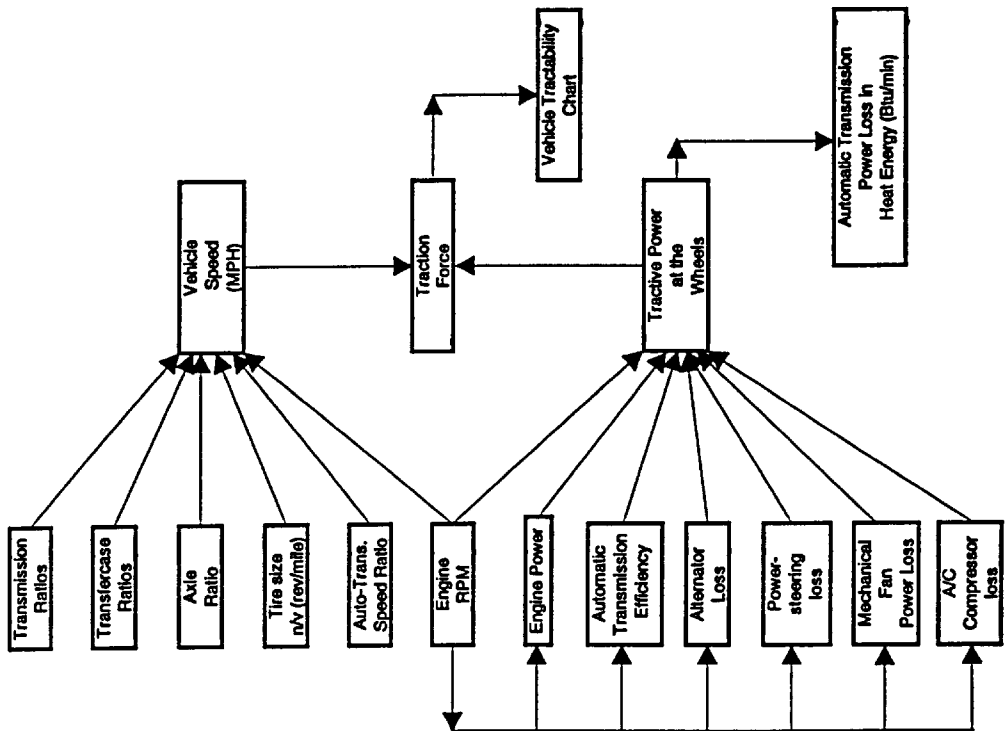 Transmission
Ratios
Transfercase
Ratios
Axle
Ratio
Tire size
n/v (rev/mile)
Auto-Trans.
Speed Ratio
Engine
RPM
Engine Power
Automatic
Transmission
Efficiency
Alternator
Loss
Power-
steering
loss
Mechanical
Fan
Power Loss
A/C
Compressor
loss
Vehicle
Speed
(MPH)
Traction
Force
Tractive Power
at the
Wheels
Vehicle Tractability
Chart
Automatic Transmission
Power Loss in
Heat Energy (Btu/min)